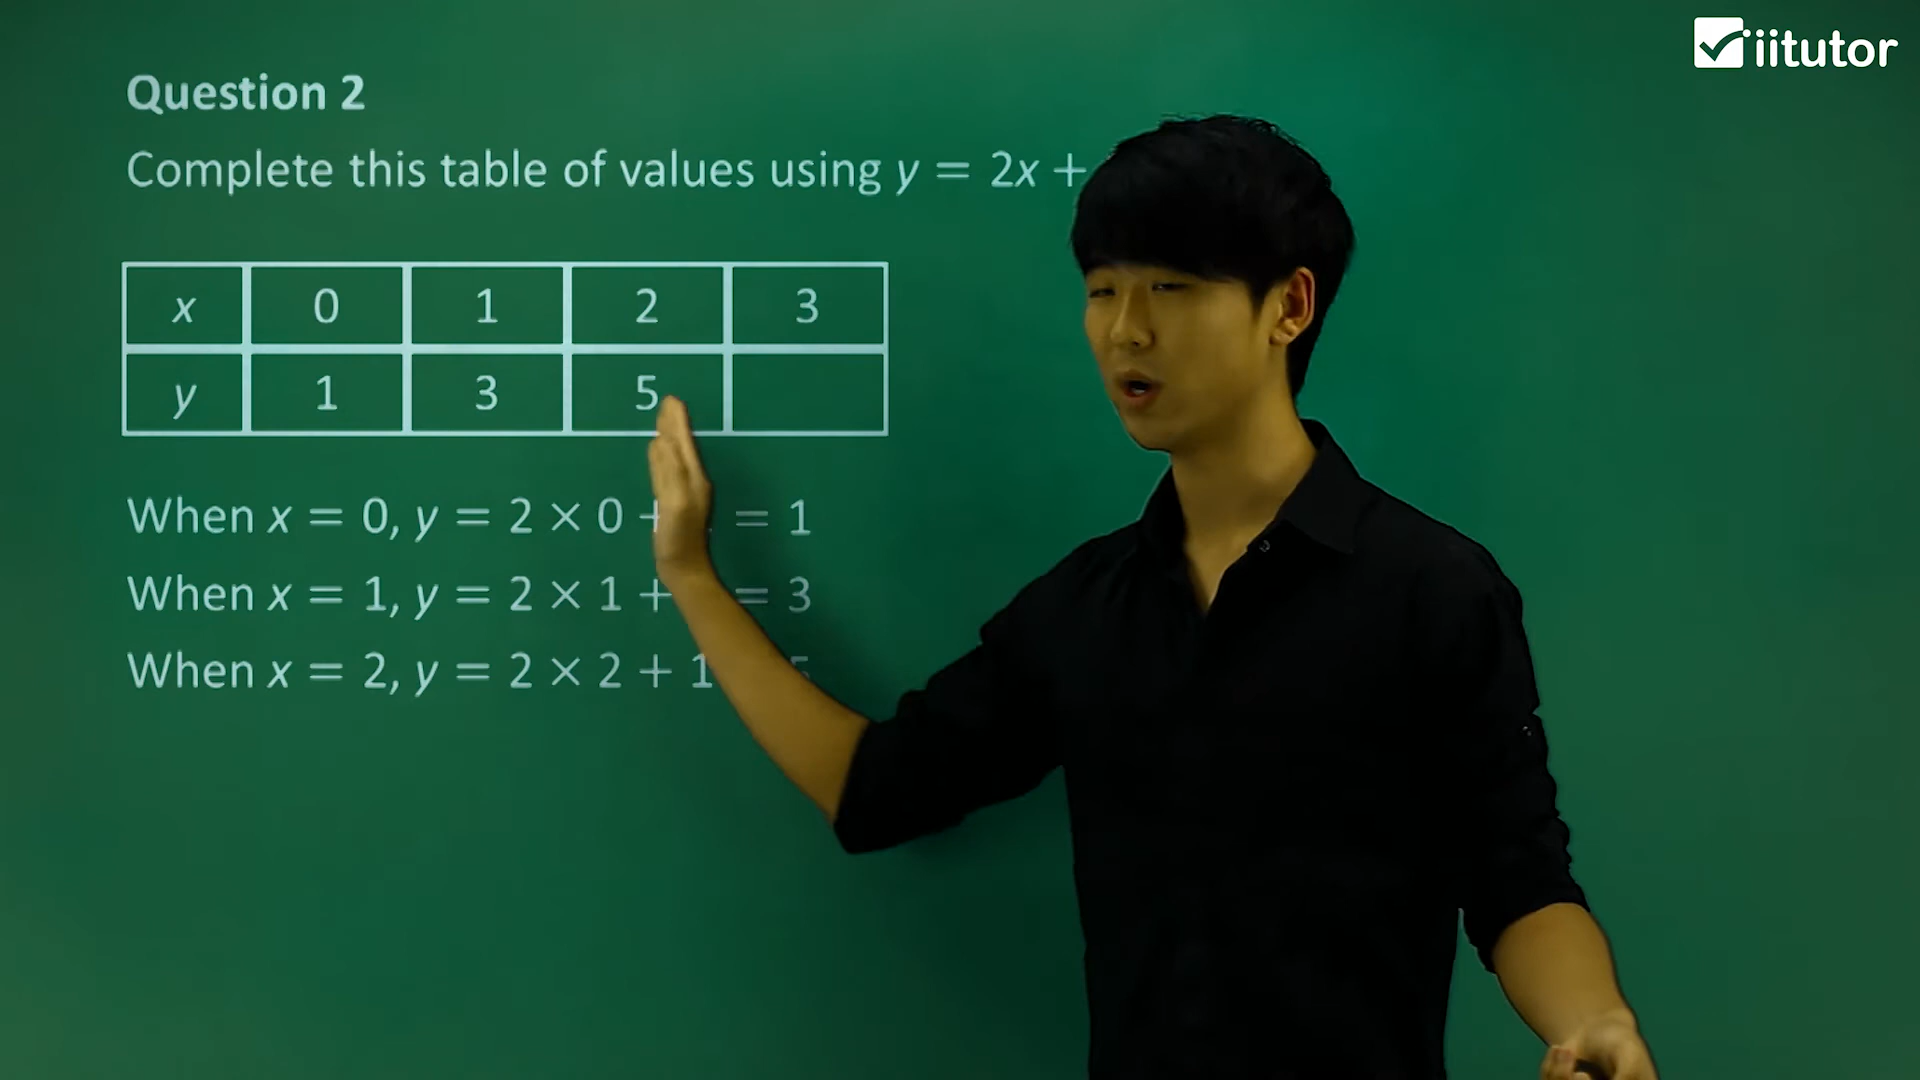 iitutor
Question 2
Complete this table of values using y = 2x +
x 0 1 2 3
y 1 3 5
When x = 0, y = 2 × 0 + = 1
When x = 1, y = 2 × 1 + = 3
When x = 2, y = 2 × 2 + 1